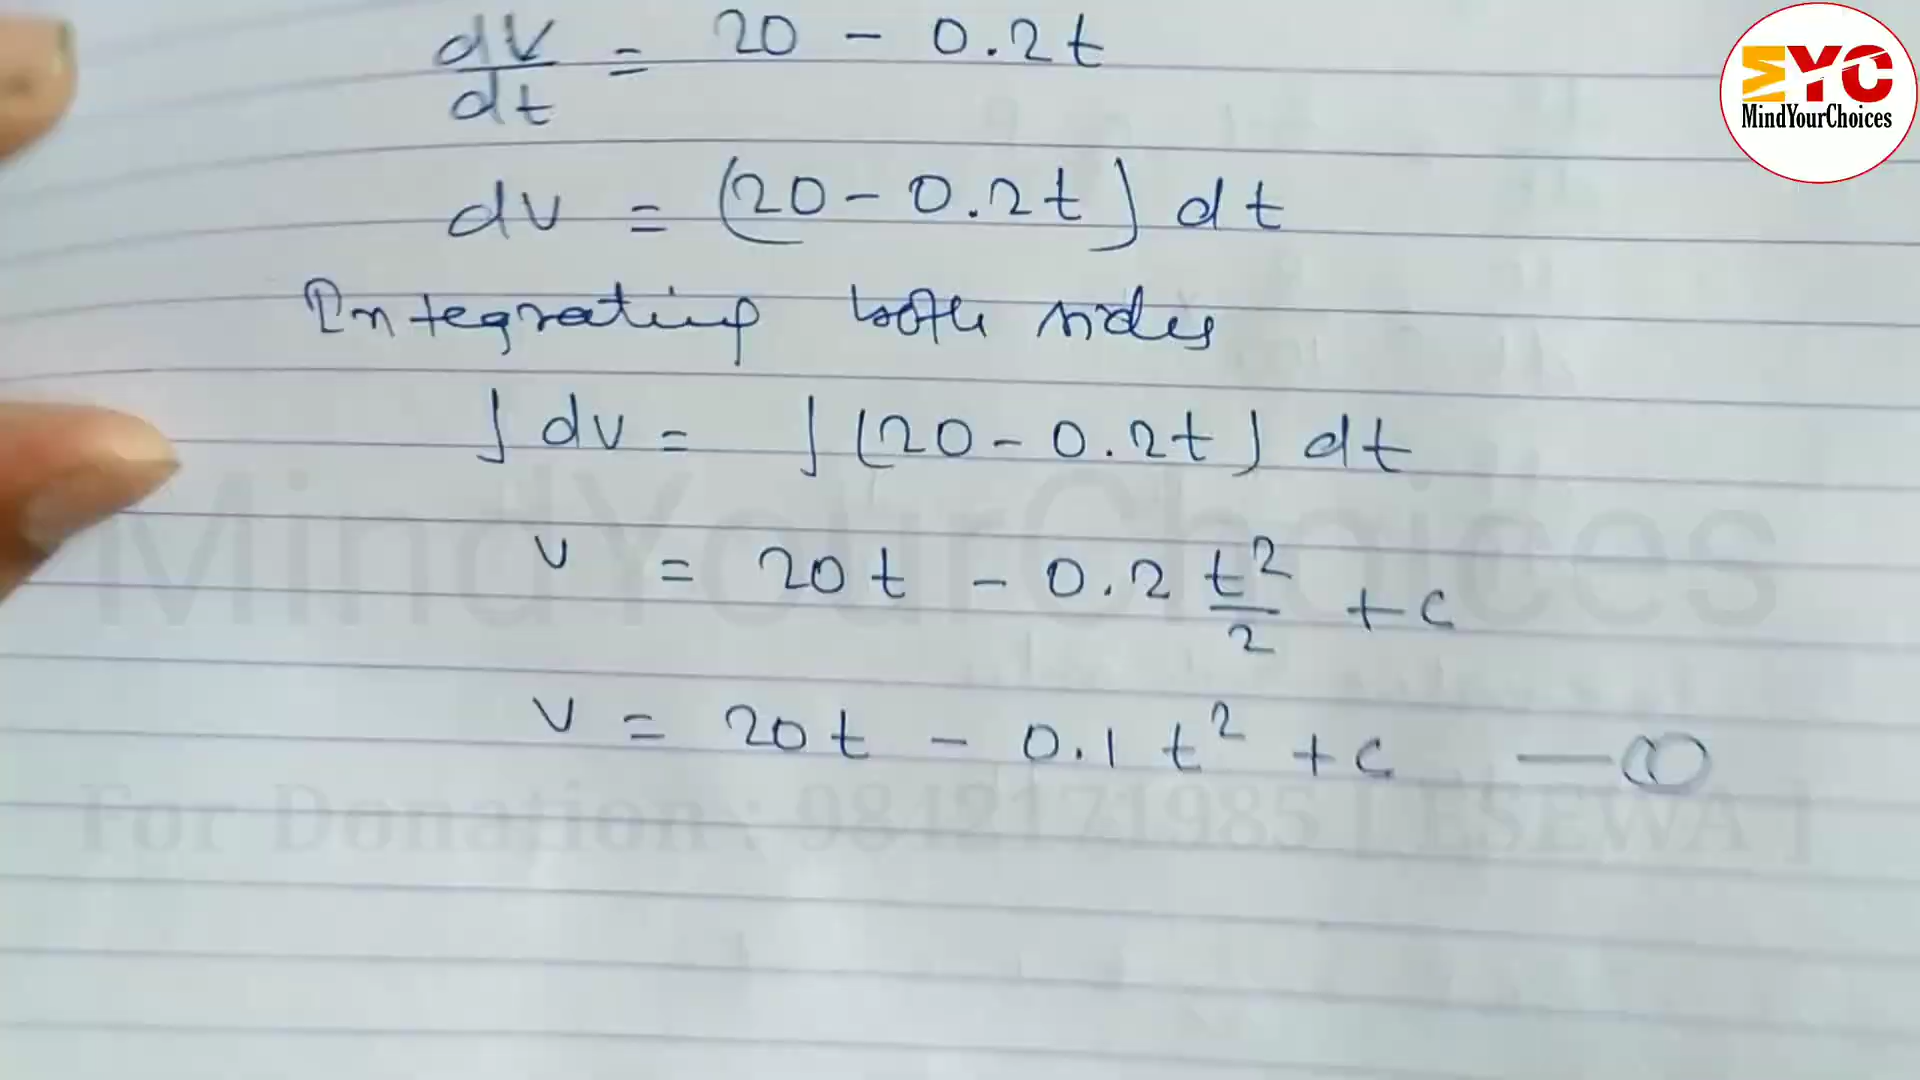 dv/dt = 20 - 0.2t
MYC
MindYourChoices
dv = (20 - 0.2t) dt
Integrating both sides
∫ dv = ∫ (20 - 0.2t) dt
MindYourChoices
v = 20t - 0.2 t²/2 + c
v = 20t - 0.1 t² + c — ①
For Donation : 9842171985 [ ESEWA ]